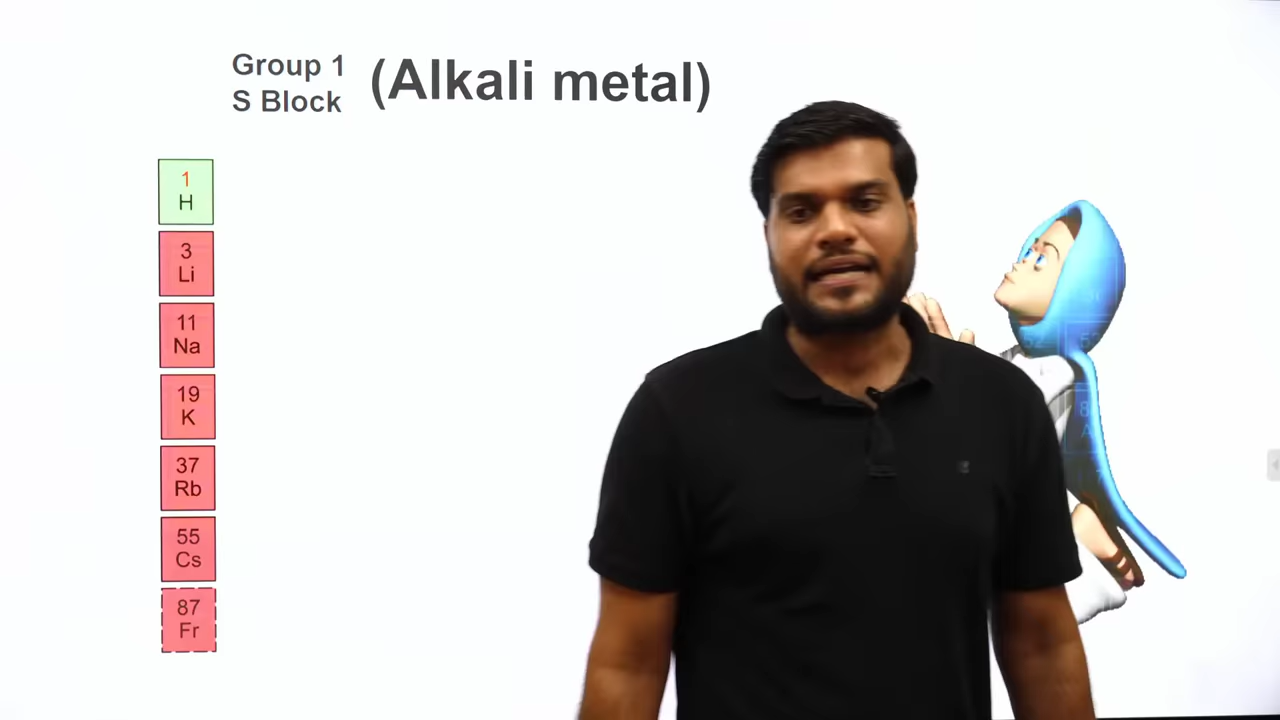 Group 1
S Block
(Alkali metal)
1
H
3
Li
11
Na
19
K
37
Rb
55
Cs
87
Fr